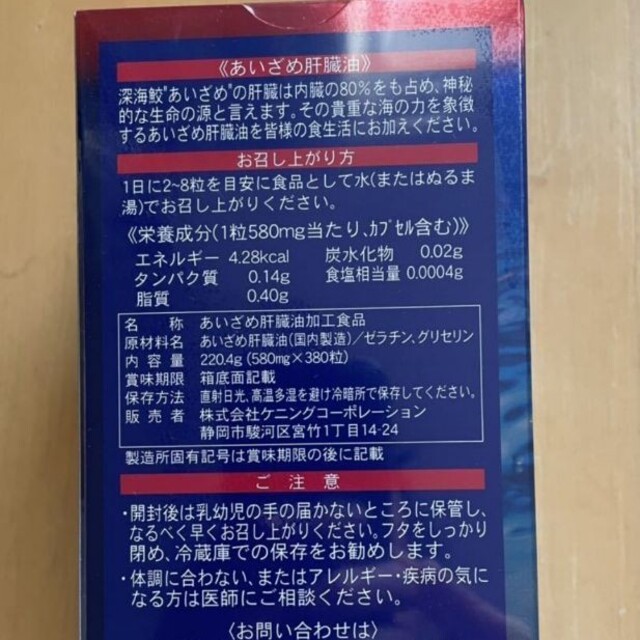 《あいざめ肝臓油》
深海鮫"あいざめ"の肝臓は内臓の80%をも占め、神秘
的な生命の源と言えます。その貴重な海の力を象徴
するあいざめ肝臓油を皆様の食生活にお加えください。
お召し上がり方
1日に2~8粒を目安に食品として水(またはぬるま
湯)でお召し上がりください。
《栄養成分(1粒580mg当たり、カプセル含む)》
エネルギー 4.28kcal 炭水化物 0.02g
タンパク質 0.14g 食塩相当量 0.0004g
脂質 0.40g
名称 あいざめ肝臓油加工食品
原材料名 あいざめ肝臓油(国内製造)/ゼラチン、グリセリン
内容量 220.4g(580mg×380粒)
賞味期限 箱底面記載
保存方法 直射日光、高温多湿を避け冷暗所で保存してください。
販売者 株式会社ケニングコーポレーション
静岡市駿河区宮竹1丁目14-24
製造所固有記号は賞味期限の後に記載
ご注意
・開封後は乳幼児の手の届かないところに保管し、
なるべく早くお召し上がりください。フタをしっかり
閉め、冷蔵庫での保存をお勧めします。
・体調に合わない、またはアレルギー・疾病の気に
なる方は医師にご相談ください。
〈お問い合わせは〉